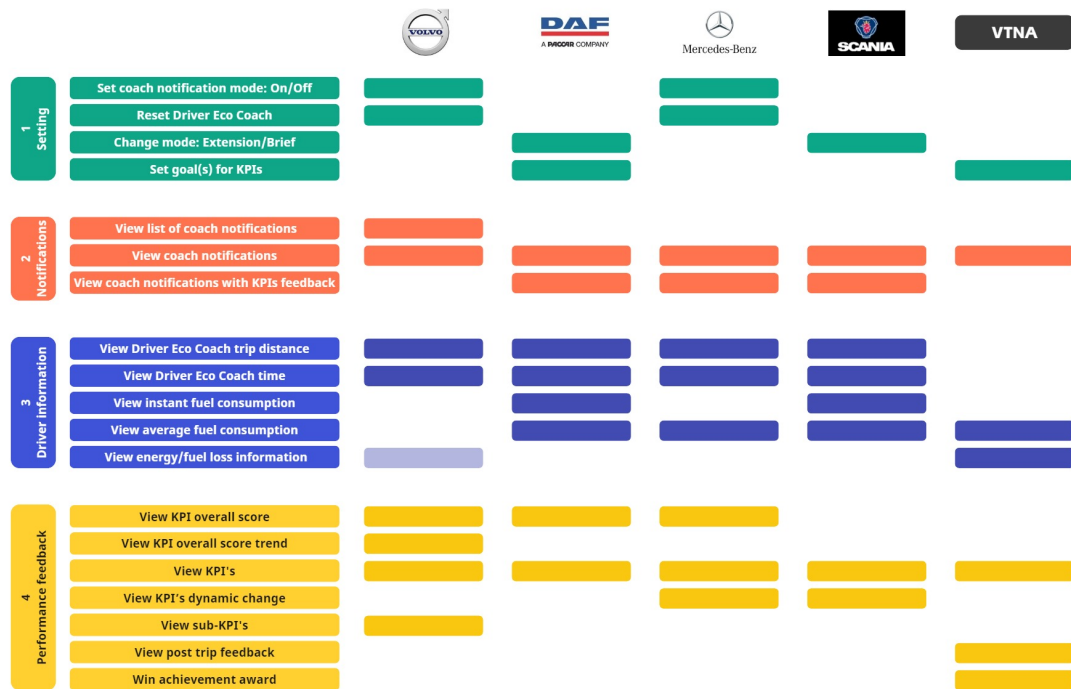 VOLVO
DAF
A PACCAR COMPANY
Mercedes-Benz
SCANIA
VTNA
1
Setting
Set coach notification mode: On/Off
Reset Driver Eco Coach
Change mode: Extension/Brief
Set goal(s) for KPIs
2
Notifications
View list of coach notifications
View coach notifications
View coach notifications with KPIs feedback
3
Driver information
View Driver Eco Coach trip distance
View Driver Eco Coach time
View instant fuel consumption
View average fuel consumption
View energy/fuel loss information
4
Performance feedback
View KPI overall score
View KPI overall score trend
View KPI's
View KPI's dynamic change
View sub-KPI's
View post trip feedback
Win achievement award